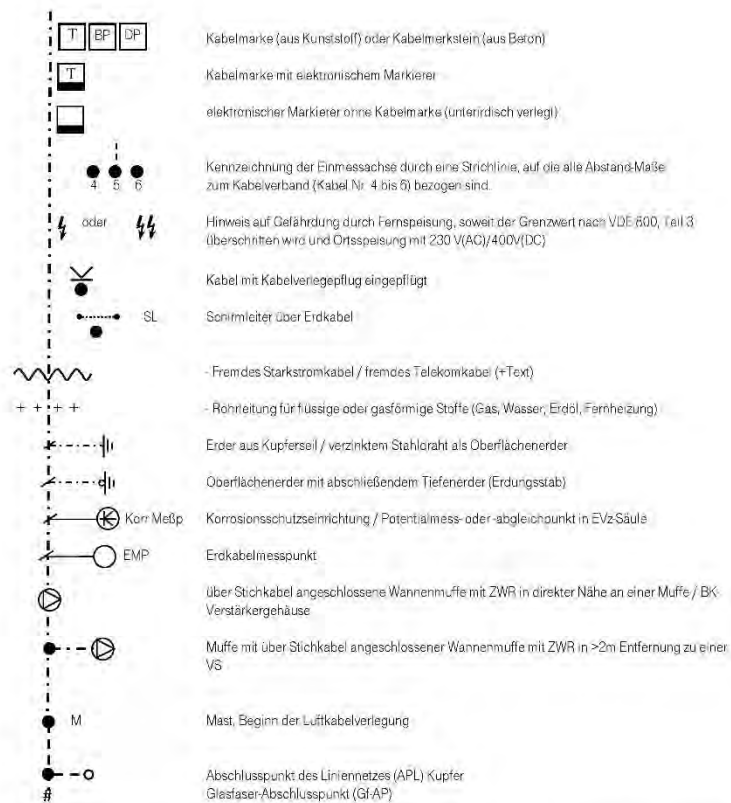 T BP DP Kabelmarke (aus Kunststoff) oder Kabelmerkstein (aus Beton)
T Kabelmarke mit elektronischem Markierer
elektronischer Markierer ohne Kabelmarke (unterirdisch verlegt)
4 5 6 Kennzeichnung der Einmessachse durch eine Strichlinie, auf die alle Abstand-Maße
zum Kabelverband (Kabel Nr. 4 bis 6) bezogen sind.
oder Hinweis auf Gefährdung durch Fernspeisung, soweit der Grenzwert nach VDE 800, Teil 3
überschritten wird und Ortsspeisung mit 230 V(AC)/400V(DC)
Kabel mit Kabelverlegepflug eingepflügt
SL Schirmleiter über Erdkabel
- Fremdes Starkstromkabel / fremdes Telekomkabel (+Text)
+ + + + - Rohrleitung für flüssige oder gasförmige Stoffe (Gas, Wasser, Erdöl, Fernheizung)
Erder aus Kupferseil / verzinktem Stahldraht als Oberflächenerder
Oberflächenerder mit abschließendem Tiefenerder (Erdungsstab)
Korr Meßp Korrosionsschutzeinrichtung / Potentialmess- oder -abgleichpunkt in EVz-Säule
EMP Erdkabelmesspunkt
über Stichkabel angeschlossene Wannenmuffe mit ZWR in direkter Nähe an einer Muffe / BK-
Verstärkergehäuse
Muffe mit über Stichkabel angeschlossener Wannenmuffe mit ZWR in >2m Entfernung zu einer
VS
M Mast, Beginn der Luftkabelverlegung
Abschlusspunkt des Liniennetzes (APL) Kupfer
# Glasfaser-Abschlusspunkt (Gf-AP)